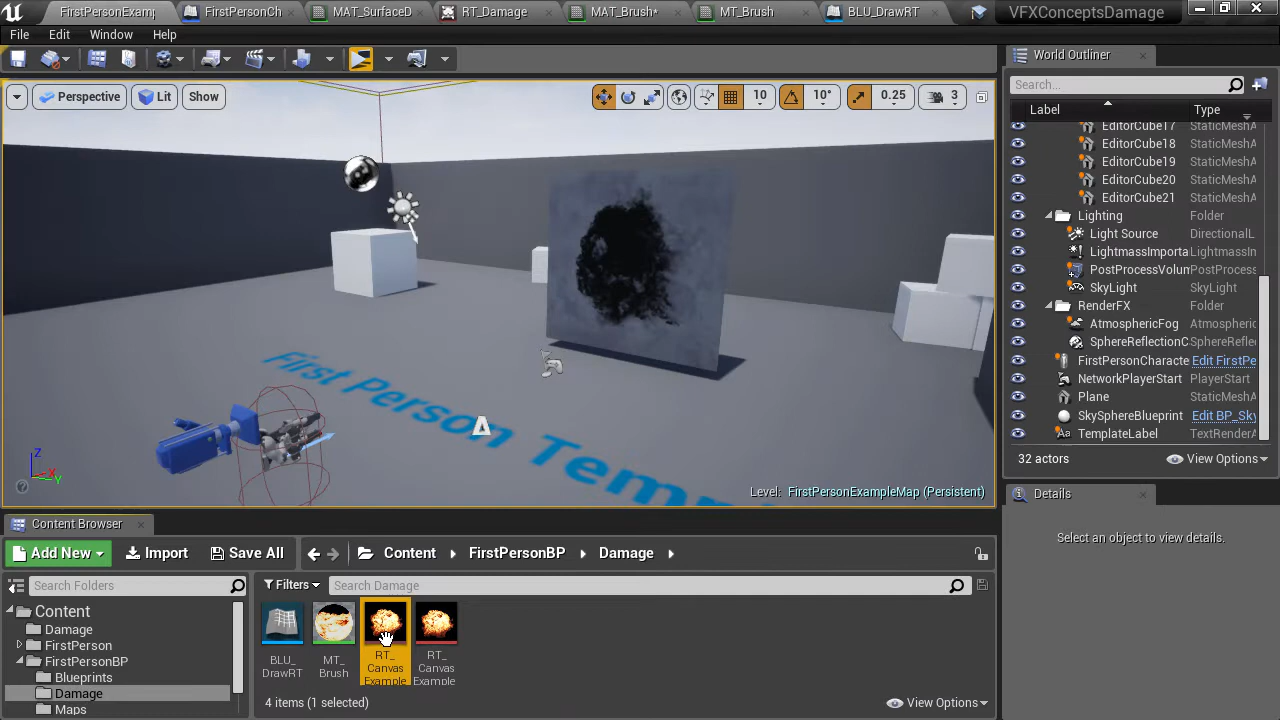 FirstPersonExamp
FirstPersonCh
MAT_SurfaceD
RT_Damage
MAT_Brush*
MT_Brush
BLU_DrawRT
VFXConceptsDamage
File
Edit
Window
Help
World Outliner
Perspective
Lit
Show
10
10°
0.25
3
Search...
Label
Type
EditorCube17
StaticMeshA
EditorCube18
StaticMeshA
EditorCube19
StaticMeshA
EditorCube20
StaticMeshA
EditorCube21
StaticMeshA
Lighting
Folder
Light Source
DirectionalL
LightmassImporta
LightmassIm
PostProcessVolum
PostProcess
SkyLight
SkyLight
RenderFX
Folder
AtmosphericFog
Atmospheric
SphereReflectionC
SphereReflec
FirstPersonCharacte
Edit FirstPe
NetworkPlayerStart
PlayerStart
Plane
StaticMeshA
SkySphereBlueprint
Edit BP_Sky
TemplateLabel
TextRenderA
32 actors
View Options
First Person Temp
Z
X
Y
Level: FirstPersonExampleMap (Persistent)
Details
Select an object to view details.
Content Browser
Add New
Import
Save All
Content
FirstPersonBP
Damage
Search Folders
Filters
Search Damage
Content
Damage
FirstPerson
FirstPersonBP
Blueprints
Damage
Maps
BLU_
DrawRT
MT_
Brush
RT_
Canvas
Example
RT_
Canvas
Example
4 items (1 selected)
View Options